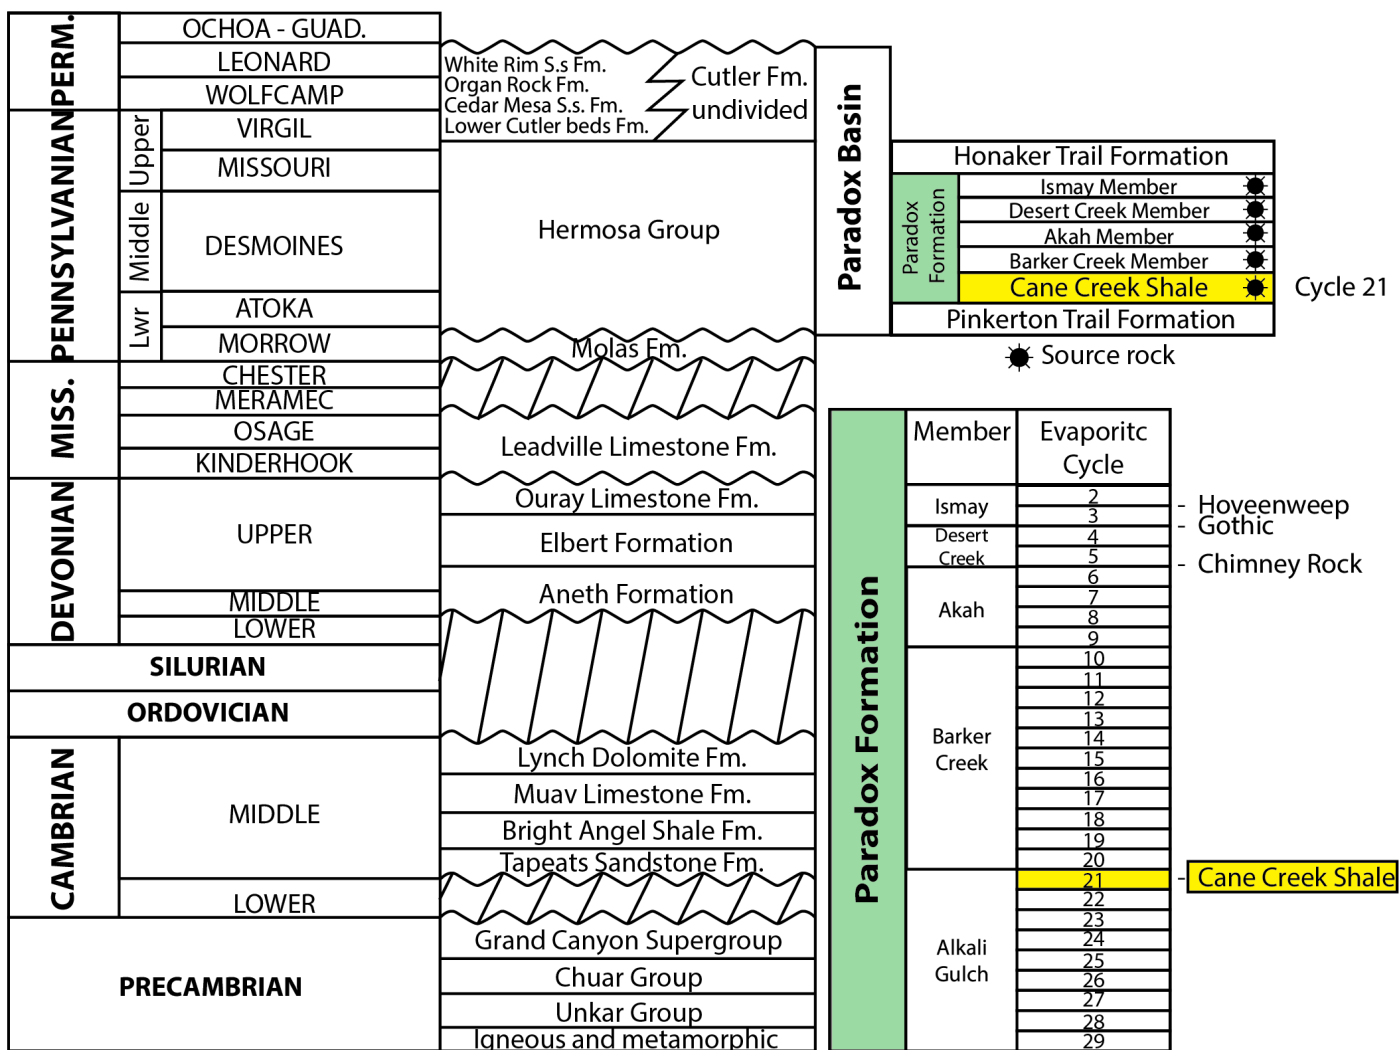 PERM.
OCHOA - GUAD.
LEONARD
WOLFCAMP
PENNSYLVANIAN
Upper
VIRGIL
MISSOURI
Middle
DESMOINES
Lwr
ATOKA
MORROW
MISS.
CHESTER
MERAMEC
OSAGE
KINDERHOOK
DEVONIAN
UPPER
MIDDLE
LOWER
SILURIAN
ORDOVICIAN
CAMBRIAN
MIDDLE
LOWER
PRECAMBRIAN
White Rim S.s Fm.
Organ Rock Fm.
Cedar Mesa S.s. Fm.
Lower Cutler beds Fm.
Cutler Fm.
undivided
Hermosa Group
Molas Fm.
Leadville Limestone Fm.
Ouray Limestone Fm.
Elbert Formation
Aneth Formation
Lynch Dolomite Fm.
Muav Limestone Fm.
Bright Angel Shale Fm.
Tapeats Sandstone Fm.
Grand Canyon Supergroup
Chuar Group
Unkar Group
Igneous and metamorphic
Paradox Basin
Honaker Trail Formation
Paradox
Formation
Ismay Member
Desert Creek Member
Akah Member
Barker Creek Member
Cane Creek Shale
Cycle 21
Pinkerton Trail Formation
Source rock
Paradox Formation
Member
Evaporitc
Cycle
Ismay
2
3
- Hoveenweep
- Gothic
Desert
Creek
4
5
- Chimney Rock
Akah
6
7
8
9
Barker
Creek
10
11
12
13
14
15
16
17
18
19
20
Alkali
Gulch
21
- Cane Creek Shale
22
23
24
25
26
27
28
29